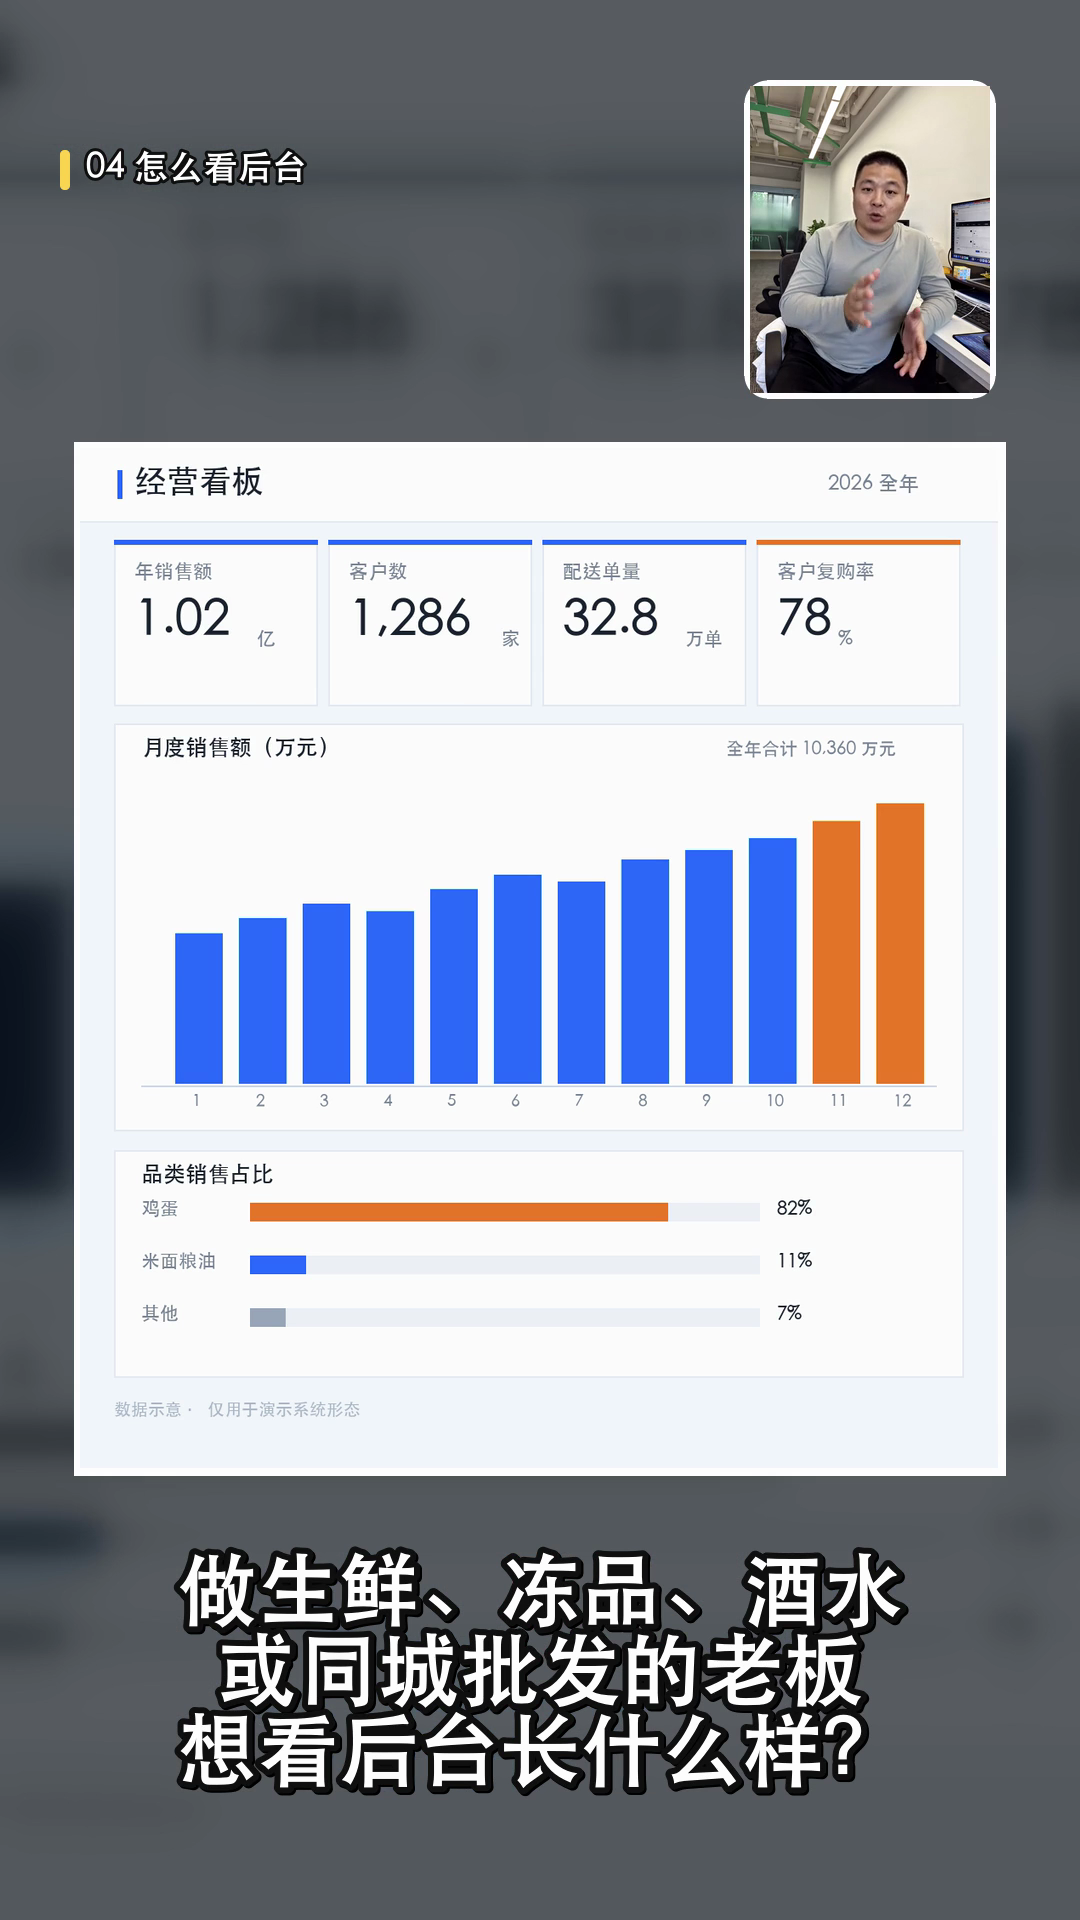 04 怎么看后台
经营看板
2026 全年
年销售额
1.02 亿
客户数
1,286 家
配送单量
32.8 万单
客户复购率
78 %
月度销售额（万元）
全年合计 10,360 万元
1 2 3 4 5 6 7 8 9 10 11 12
品类销售占比
鸡蛋 82%
米面粮油 11%
其他 7%
数据示意 · 仅用于演示系统形态
做生鲜、冻品、酒水
或同城批发的老板
想看后台长什么样?